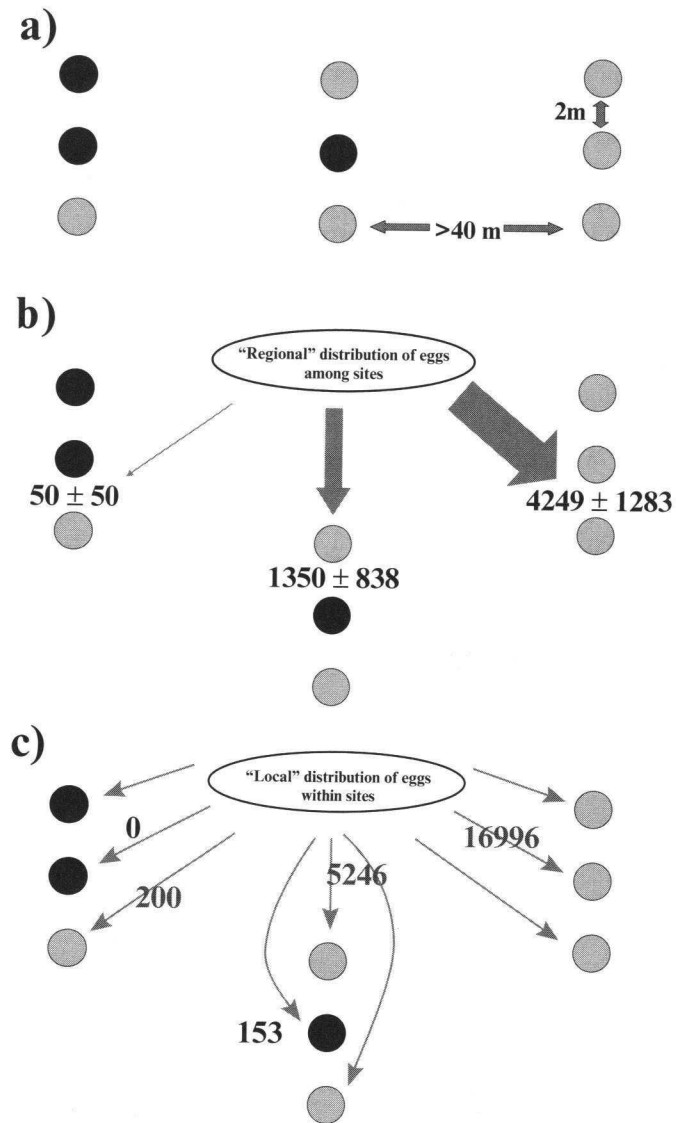 a)
2m
>40 m
b)
“Regional” distribution of eggs
among sites
50 ± 50
4249 ± 1283
1350 ± 838
c)
“Local” distribution of eggs
within sites
0
16996
5246
200
153